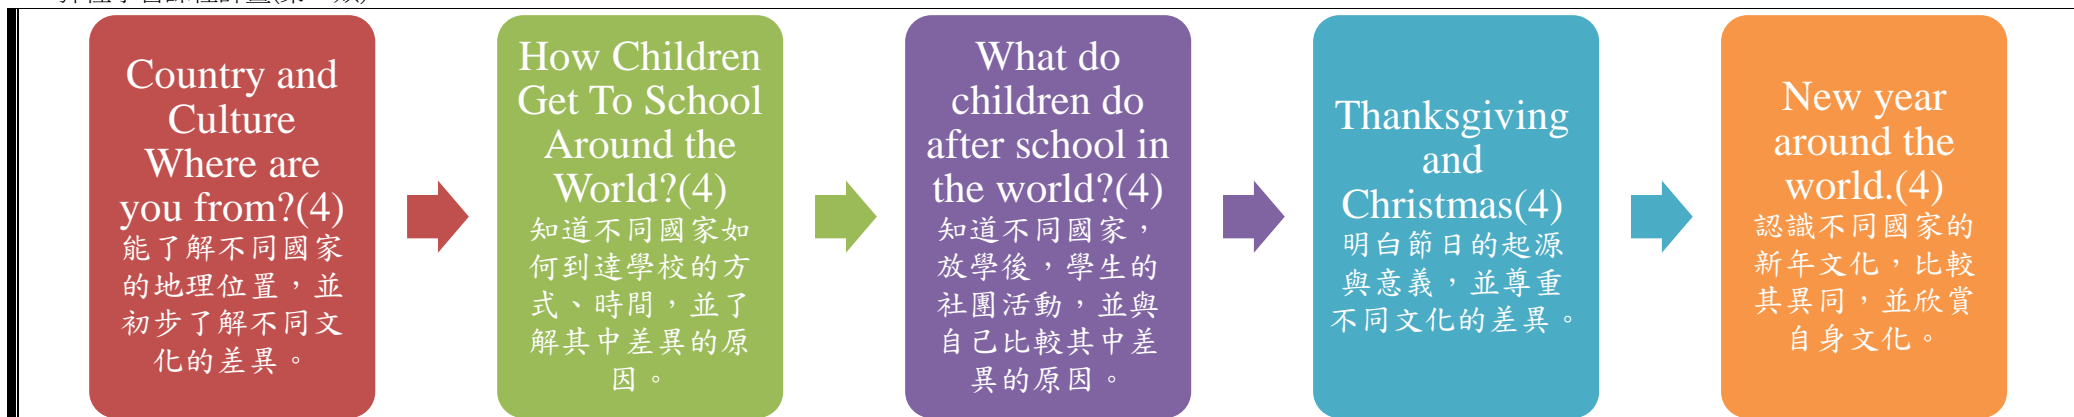 Country and
Culture
Where are
you from?(4)
能了解不同國家
的地理位置，並
初步了解不同文
化的差異。
How Children
Get To School
Around the
World?(4)
知道不同國家如
何到達學校的方
式、時間，並了
解其中差異的原
因。
What do
children do
after school in
the world?(4)
知道不同國家，
放學後，學生的
社團活動，並與
自己比較其中差
異的原因。
Thanksgiving
and
Christmas(4)
明白節日的起源
與意義，並尊重
不同文化的差異。
New year
around the
world.(4)
認識不同國家的
新年文化，比較
其異同，並欣賞
自身文化。